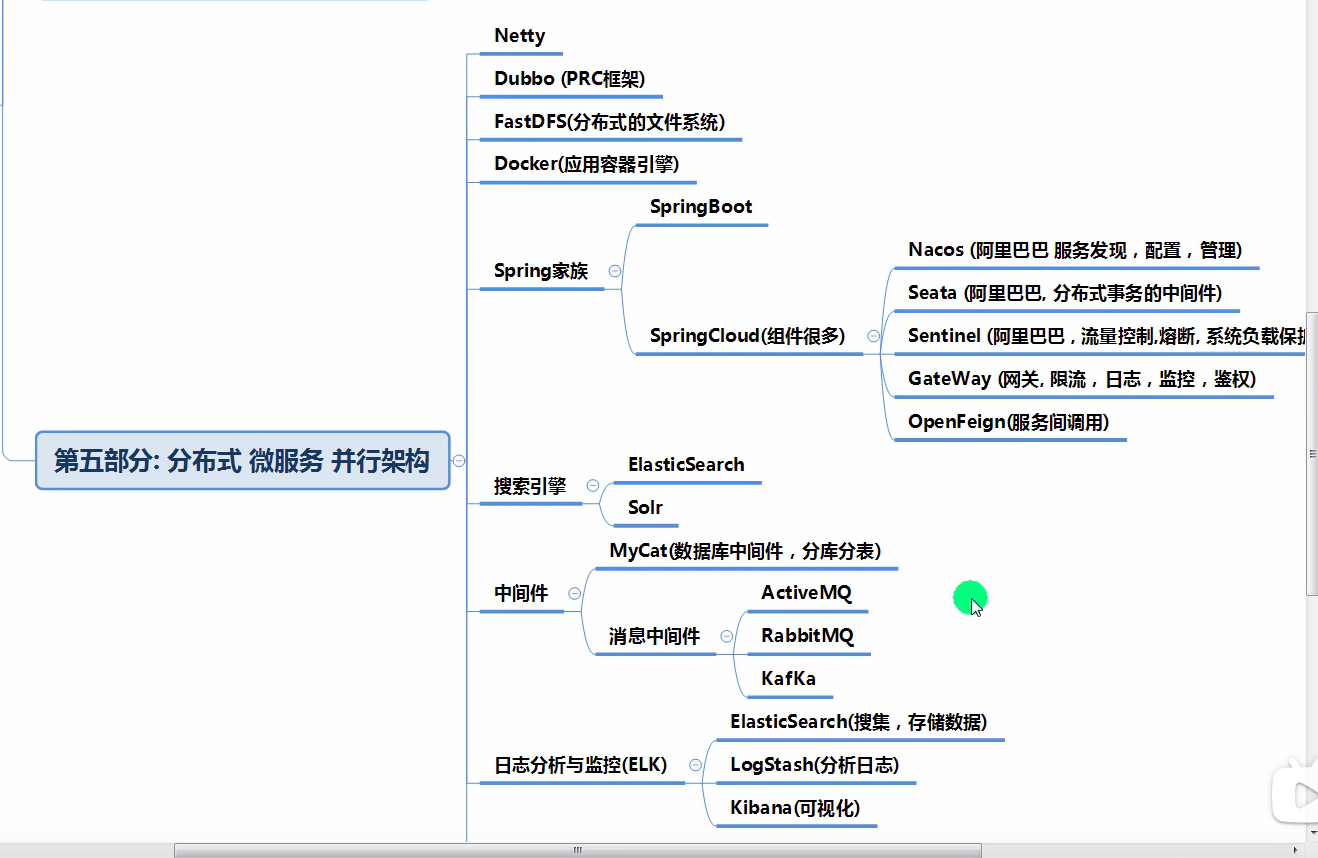 Netty
Dubbo (PRC框架)
FastDFS(分布式的文件系统)
Docker(应用容器引擎)
SpringBoot
Spring家族
Nacos (阿里巴巴 服务发现，配置，管理)
Seata (阿里巴巴, 分布式事务的中间件)
SpringCloud(组件很多)
Sentinel (阿里巴巴，流量控制,熔断, 系统负载保护
GateWay (网关, 限流，日志，监控，鉴权)
OpenFeign(服务间调用)
第五部分: 分布式 微服务 并行架构
搜索引擎
ElasticSearch
Solr
中间件
MyCat(数据库中间件，分库分表)
消息中间件
ActiveMQ
RabbitMQ
KafKa
日志分析与监控(ELK)
ElasticSearch(搜集，存储数据)
LogStash(分析日志)
Kibana(可视化)